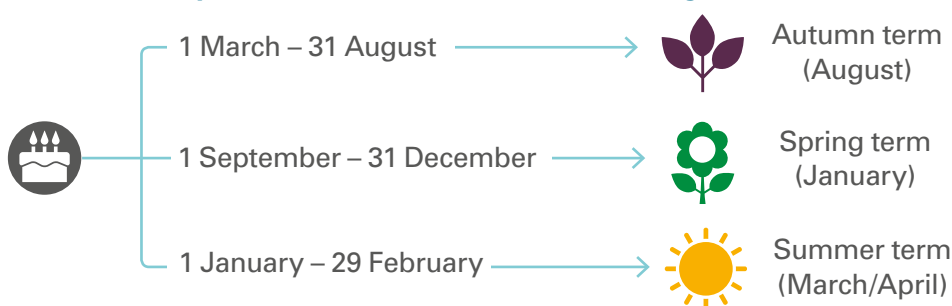 1 March – 31 August
Autumn term
(August)
1 September – 31 December
Spring term
(January)
1 January – 29 February
Summer term
(March/April)